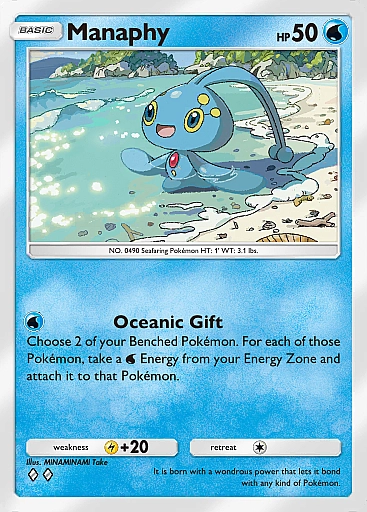 BASIC Manaphy HP 50
NO. 0490 Seafaring Pokémon HT: 1' WT: 3.1 lbs.
Oceanic Gift
Choose 2 of your Benched Pokémon. For each of those
Pokémon, take a Energy from your Energy Zone and
attach it to that Pokémon.
weakness +20 retreat
Illus. MINAMINAMI Take
It is born with a wondrous power that lets it bond
with any kind of Pokémon.